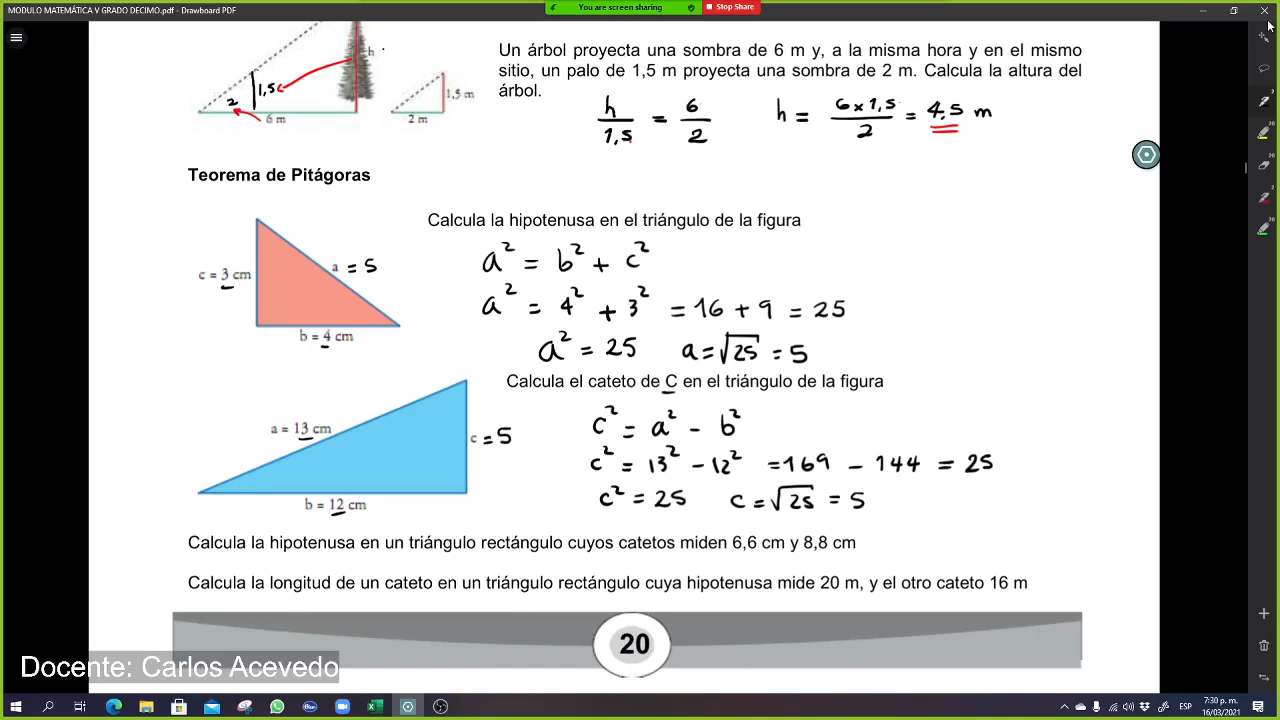 MODULO MATEMÁTICA V GRADO DECIMO.pdf - Drawboard PDF
You are screen sharing
Stop Share
h
1,5
2
6 m
1,5 m
2 m
Un árbol proyecta una sombra de 6 m y, a la misma hora y en el mismo
sitio, un palo de 1,5 m proyecta una sombra de 2 m. Calcula la altura del
árbol.
h/1,5 = 6/2 h = 6 x 1,5/2 = 4,5 m
Teorema de Pitágoras
Calcula la hipotenusa en el triángulo de la figura
c = 3 cm
a = 5
b = 4 cm
a² = b² + c²
a² = 4² + 3² = 16 + 9 = 25
a² = 25 a = √25 = 5
Calcula el cateto de C en el triángulo de la figura
a = 13 cm
c = 5
b = 12 cm
c² = a² - b²
c² = 13² - 12² = 169 - 144 = 25
c² = 25 c = √25 = 5
Calcula la hipotenusa en un triángulo rectángulo cuyos catetos miden 6,6 cm y 8,8 cm
Calcula la longitud de un cateto en un triángulo rectángulo cuya hipotenusa mide 20 m, y el otro cateto 16 m
20
Docente: Carlos Acevedo
ESP
7:30 p. m.
16/03/2021